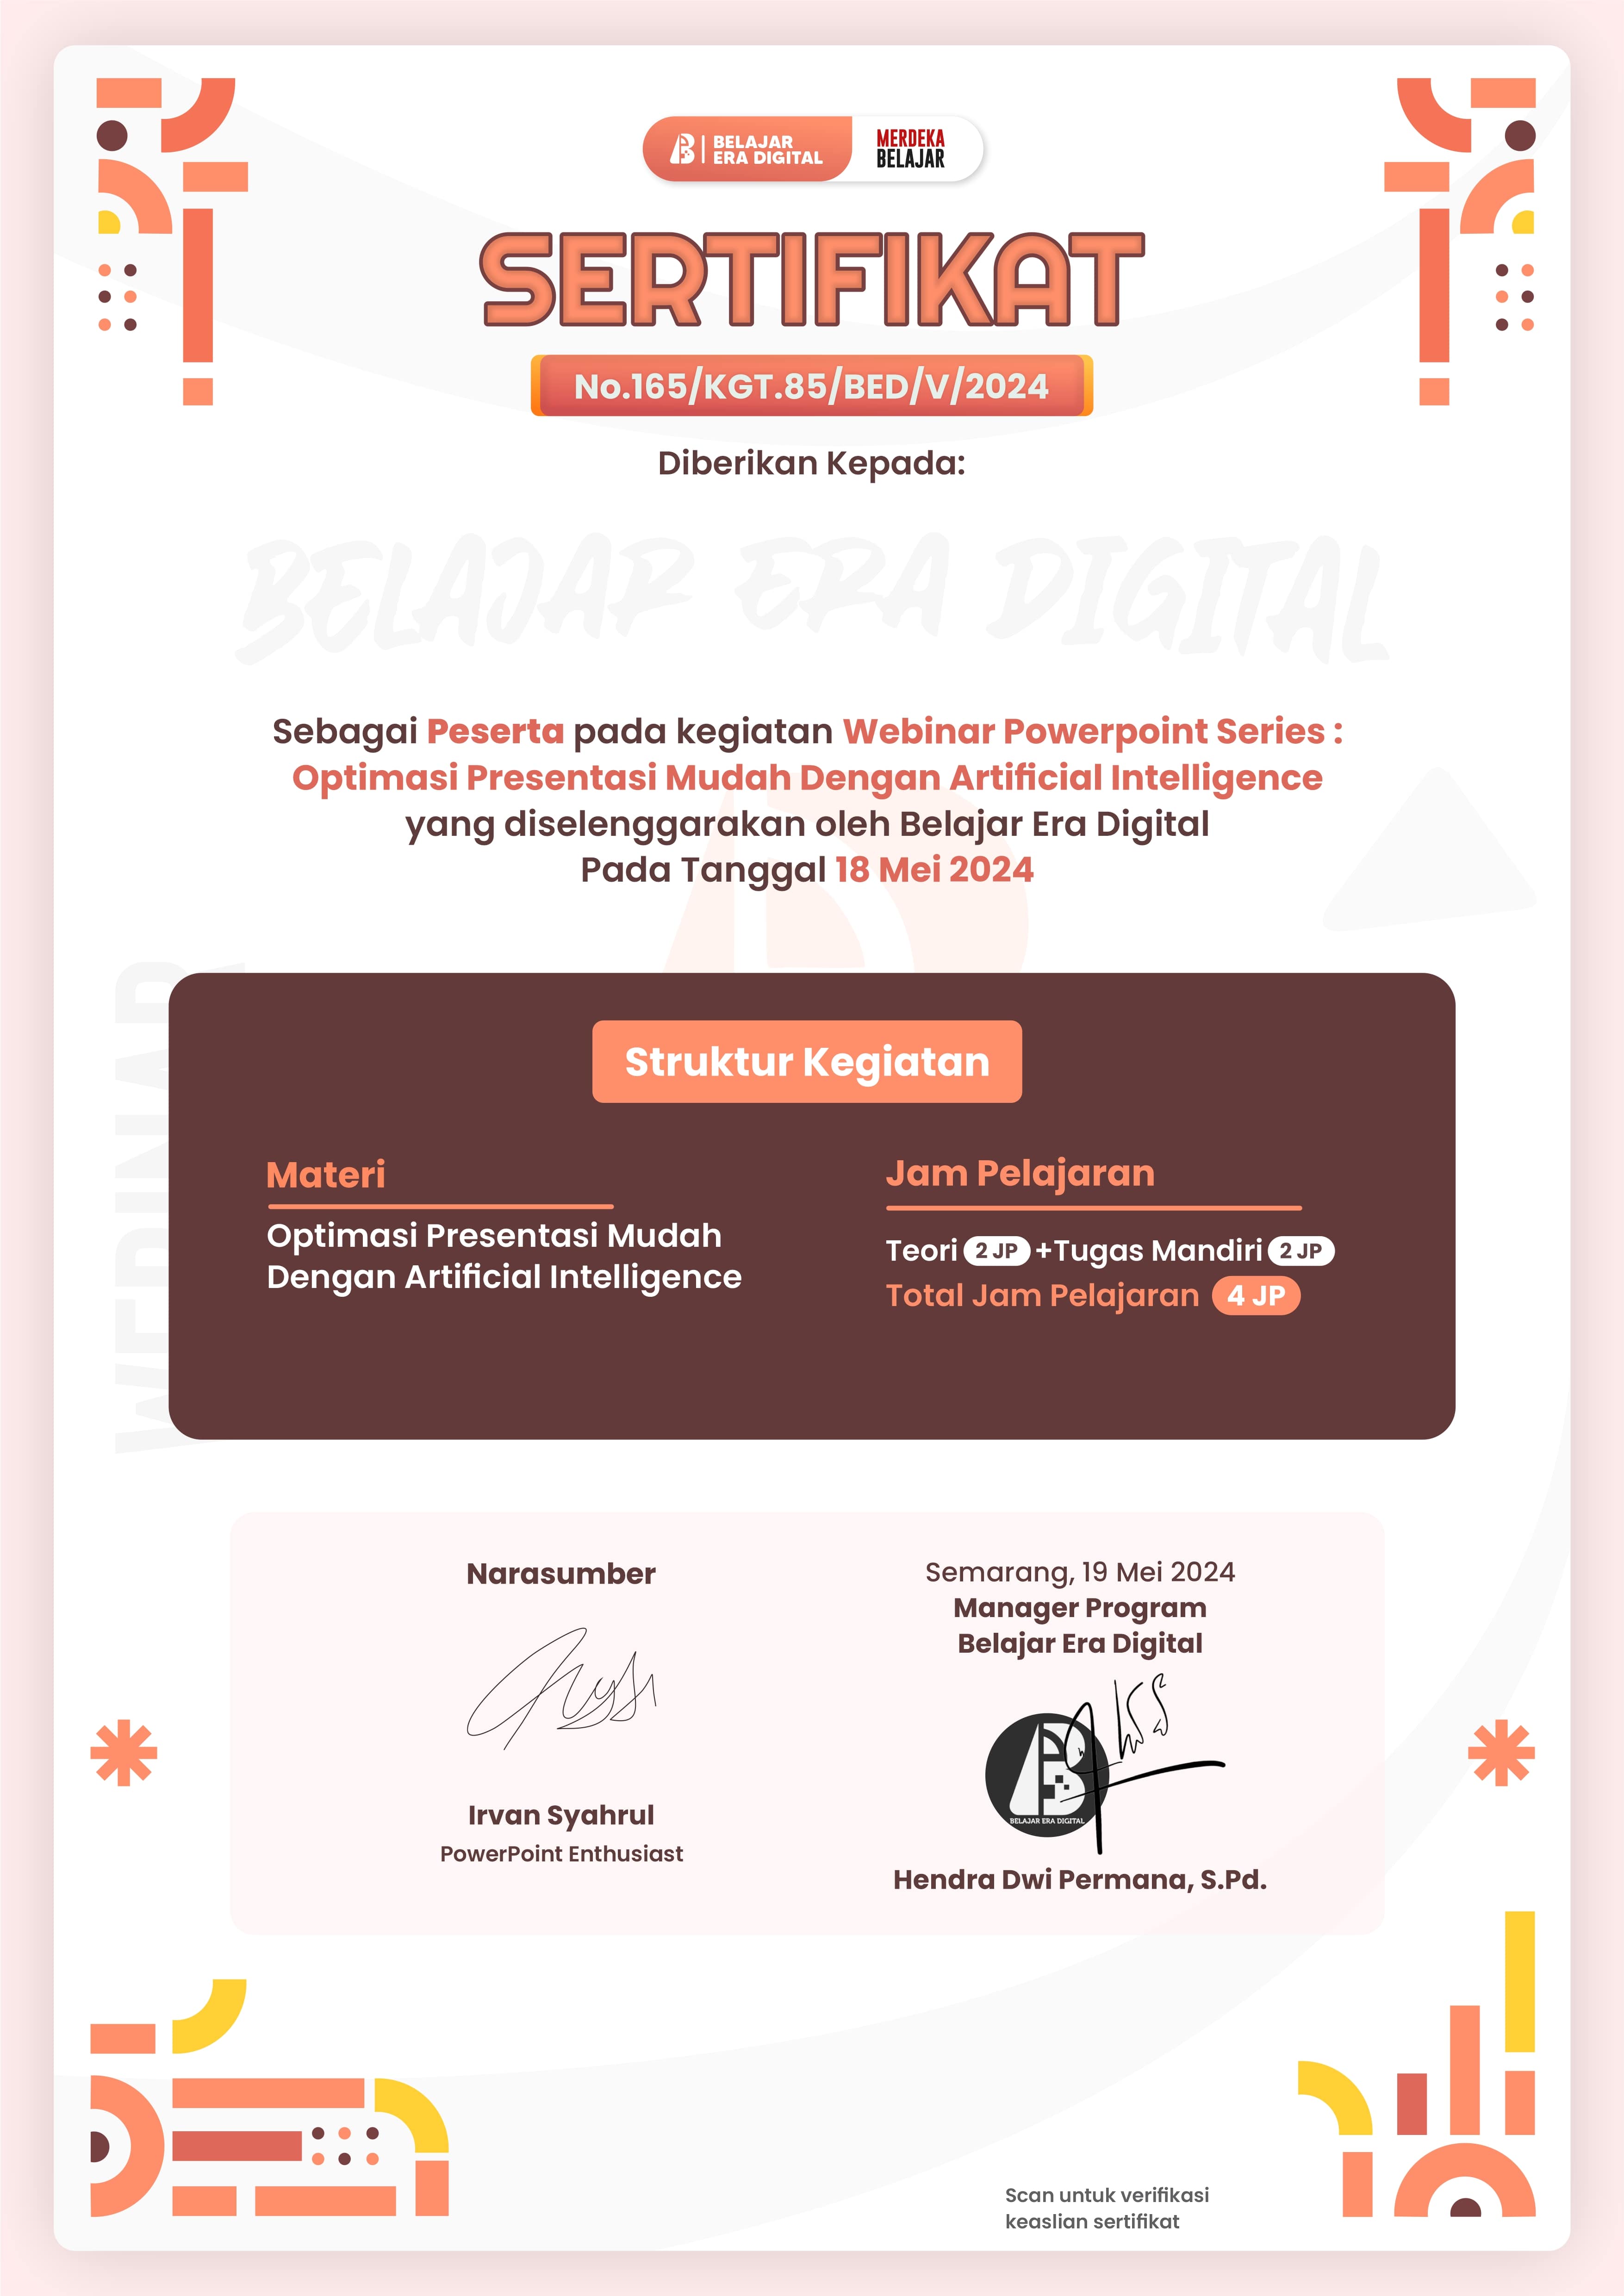 BELAJAR
ERA DIGITAL
MERDEKA
BELAJAR
SERTIFIKAT
No.165/KGT.85/BED/V/2024
Diberikan Kepada:
BELAJAR ERA DIGITAL
Sebagai Peserta pada kegiatan Webinar Powerpoint Series :
Optimasi Presentasi Mudah Dengan Artificial Intelligence
yang diselenggarakan oleh Belajar Era Digital
Pada Tanggal 18 Mei 2024
WEBINAR
Struktur Kegiatan
Materi
Optimasi Presentasi Mudah
Dengan Artificial Intelligence
Jam Pelajaran
Teori 2 JP +Tugas Mandiri 2 JP
Total Jam Pelajaran 4 JP
Narasumber
Irvan Syahrul
PowerPoint Enthusiast
Semarang, 19 Mei 2024
Manager Program
Belajar Era Digital
BELAJAR ERA DIGITAL
Hendra Dwi Permana, S.Pd.
Scan untuk verifikasi
keaslian sertifikat